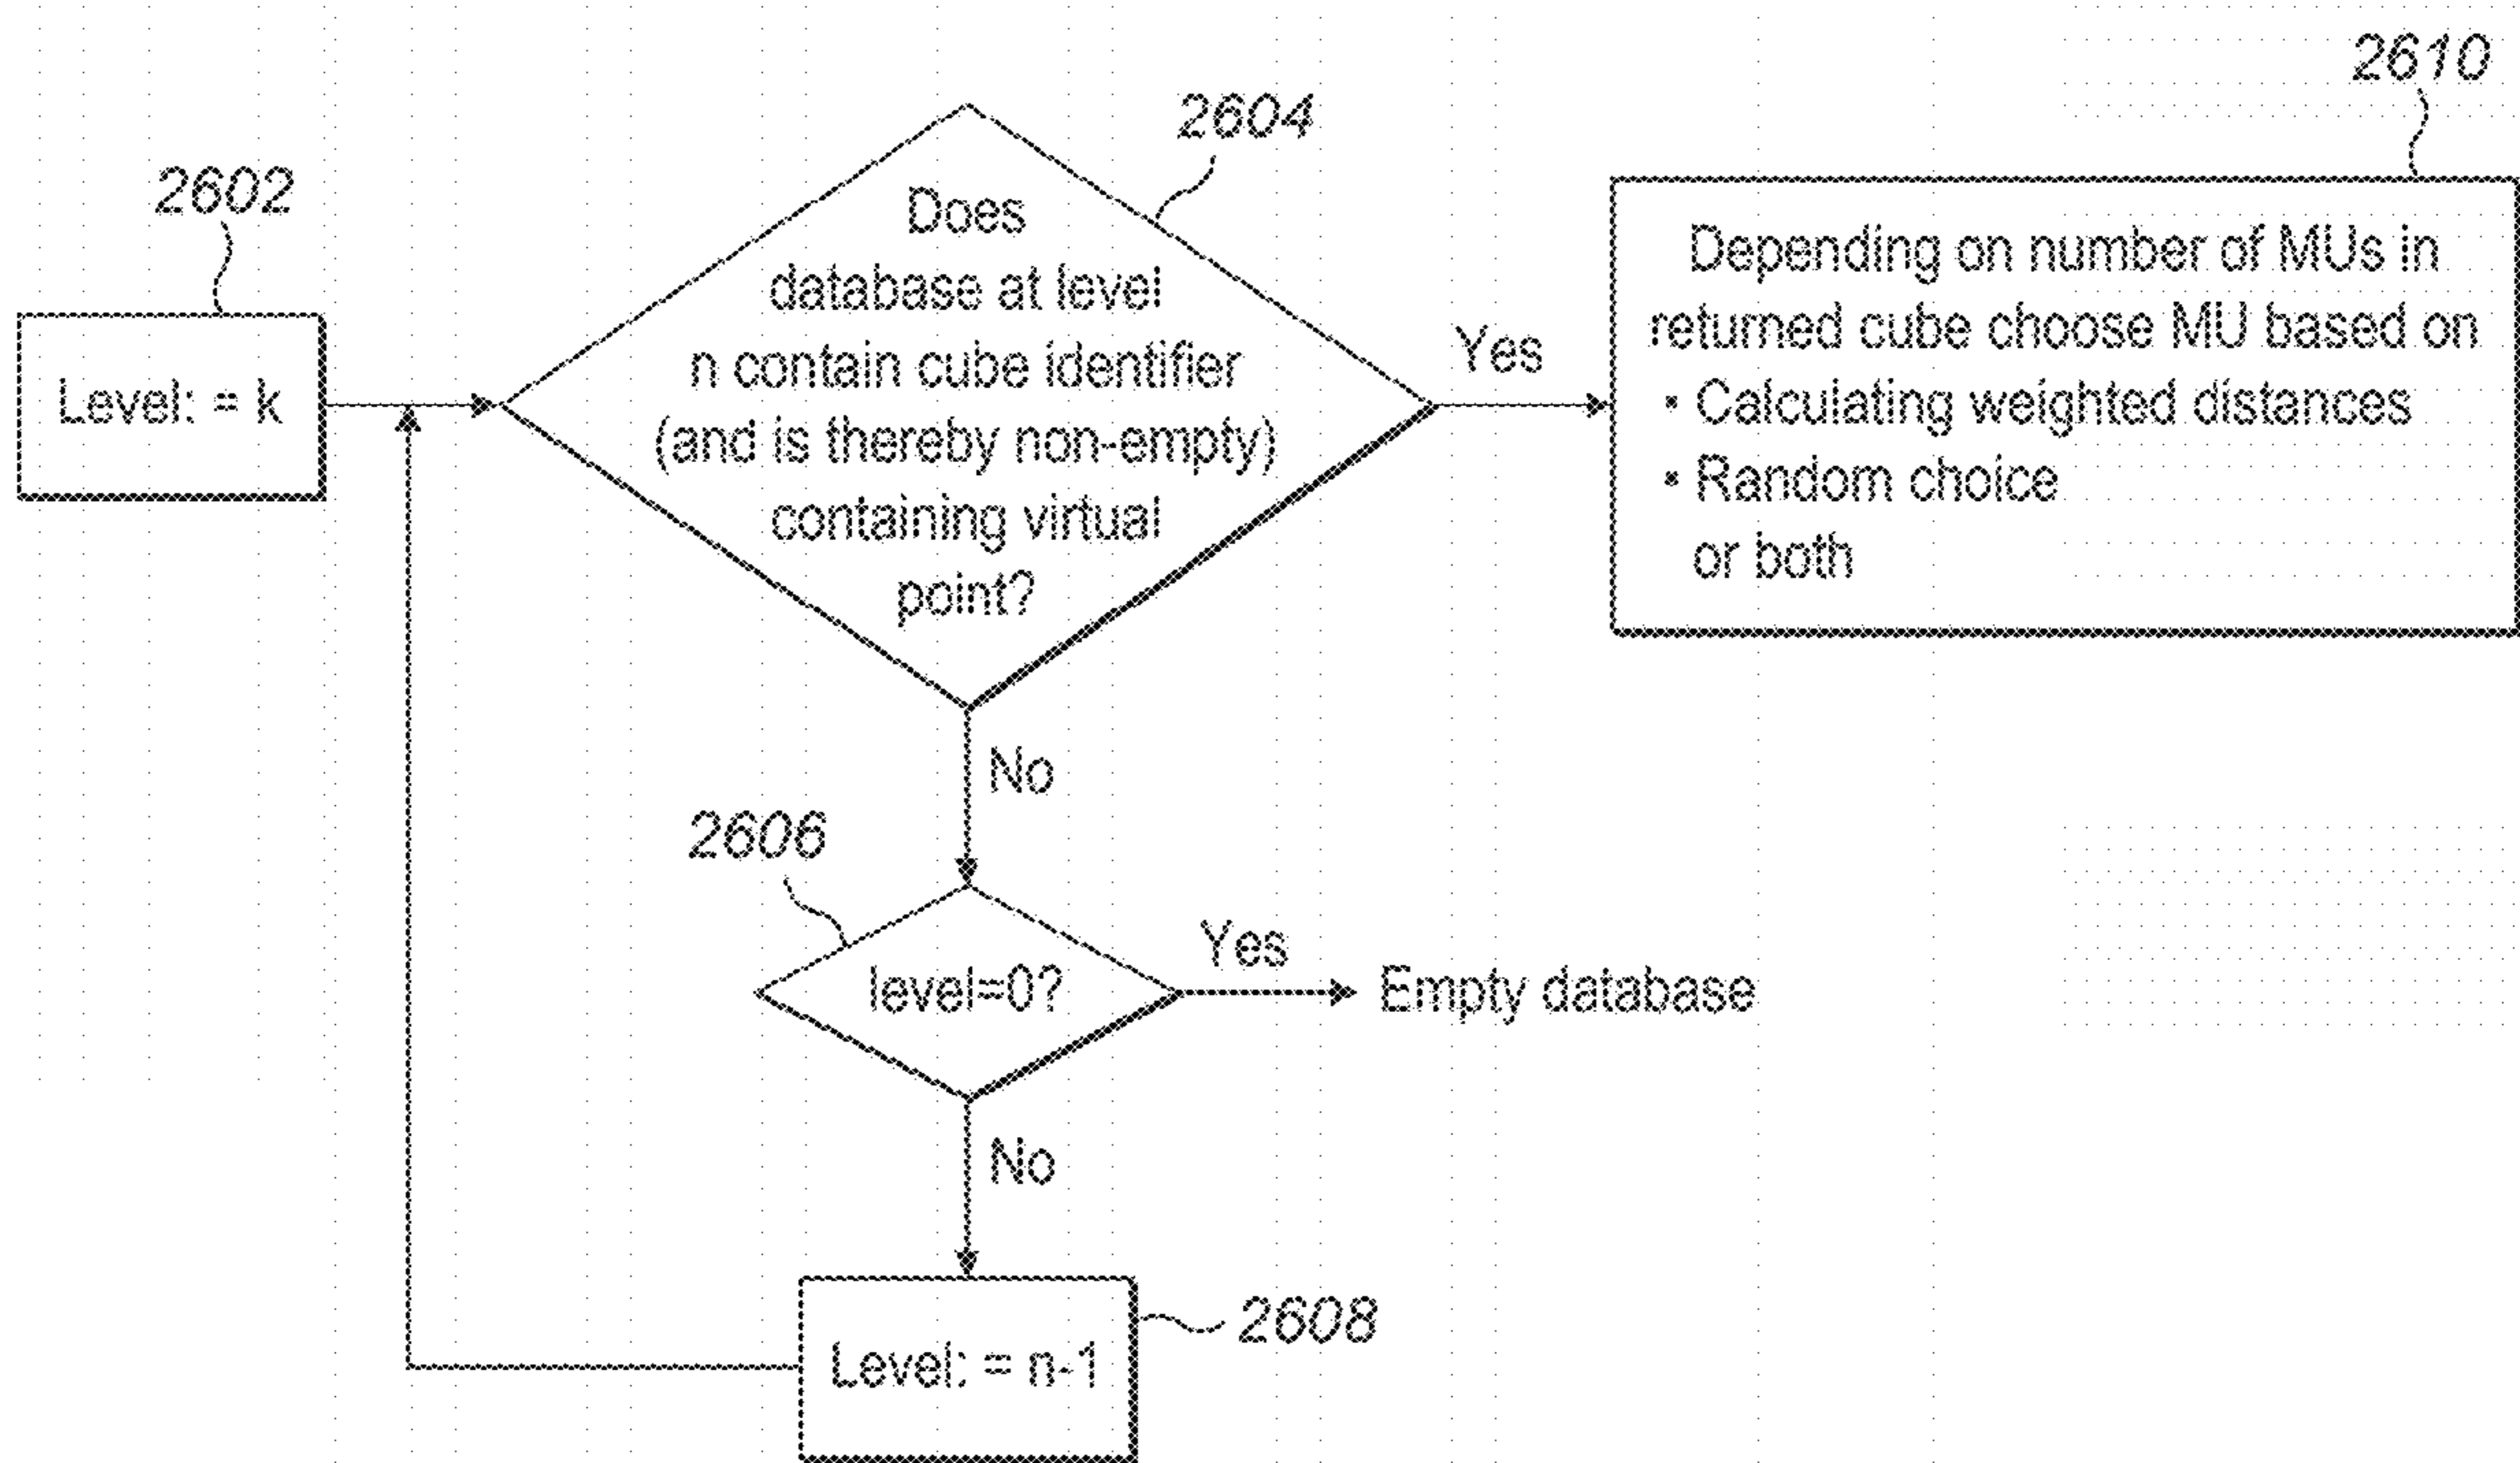 2610
2604
2602
Does
database at level
n contain cube identifier
(and is thereby non-empty)
containing virtual
point?
Level: = k
Yes
Depending on number of MUs in
returned cube choose MU based on
• Calculating weighted distances
• Random choice
or both
No
2606
level=0?
Yes
Empty database
No
2608
Level: = n-1